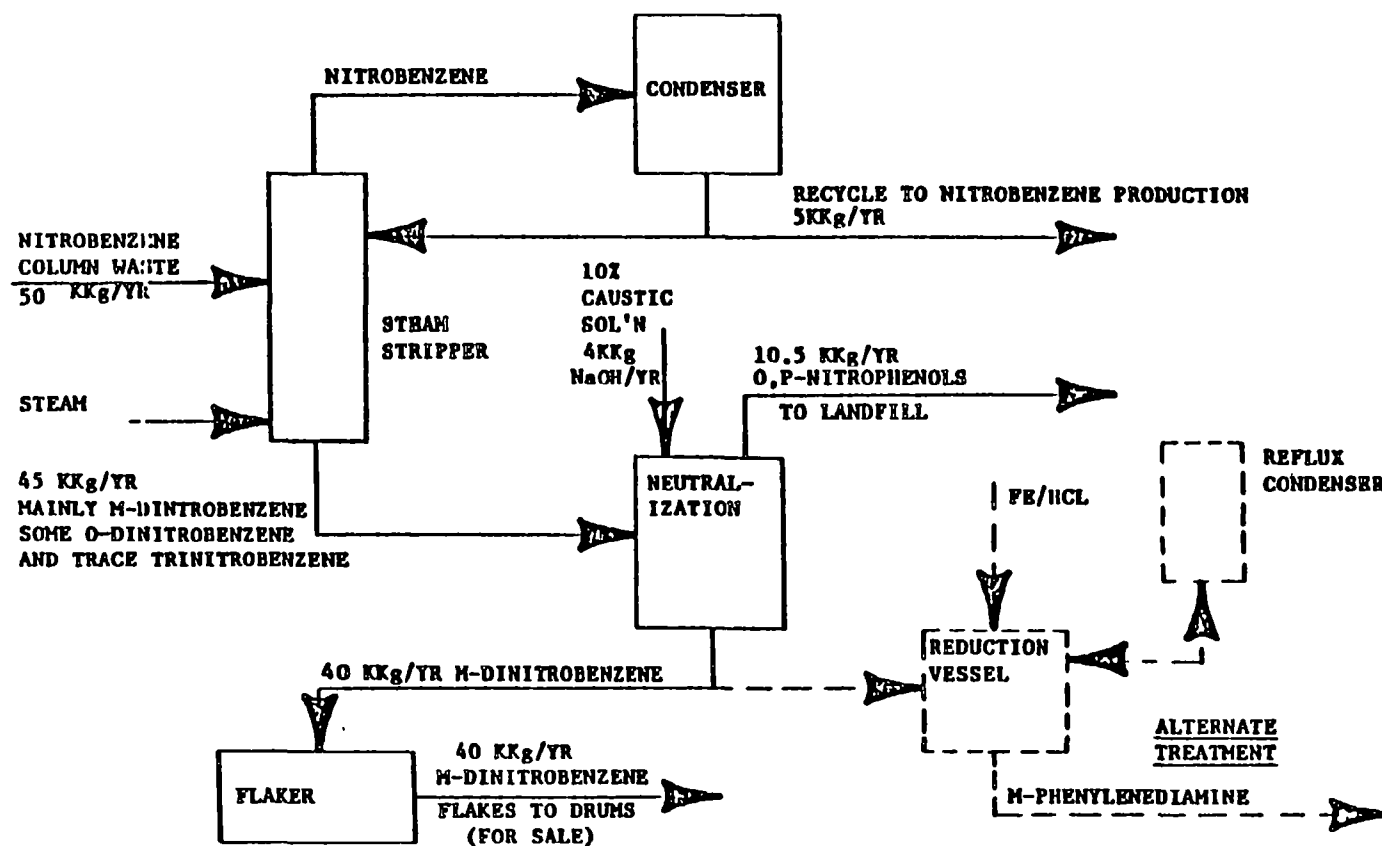 NITROBENZENE
CONDENSER
RECYCLE TO NITROBENZENE PRODUCTION
5KKg/YR
NITROBENZENE
COLUMN WASTE
50 KKg/YR
STEAM
STRIPPER
STEAM
10%
CAUSTIC
SOL'N
4KKg
NaOH/YR
10.5 KKg/YR
O,P-NITROPHENOLS
TO LANDFILL
45 KKg/YR
MAINLY M-DINTROBENZENE
SOME O-DINITROBENZENE
AND TRACE TRINITROBENZENE
NEUTRAL-
IZATION
FE/HCL
REFLUX
CONDENSER
REDUCTION
VESSEL
40 KKg/YR M-DINITROBENZENE
FLAKER
40 KKg/YR
M-DINITROBENZENE
FLAKES TO DRUMS
(FOR SALE)
ALTERNATE
TREATMENT
M-PHENYLENEDIAMINE